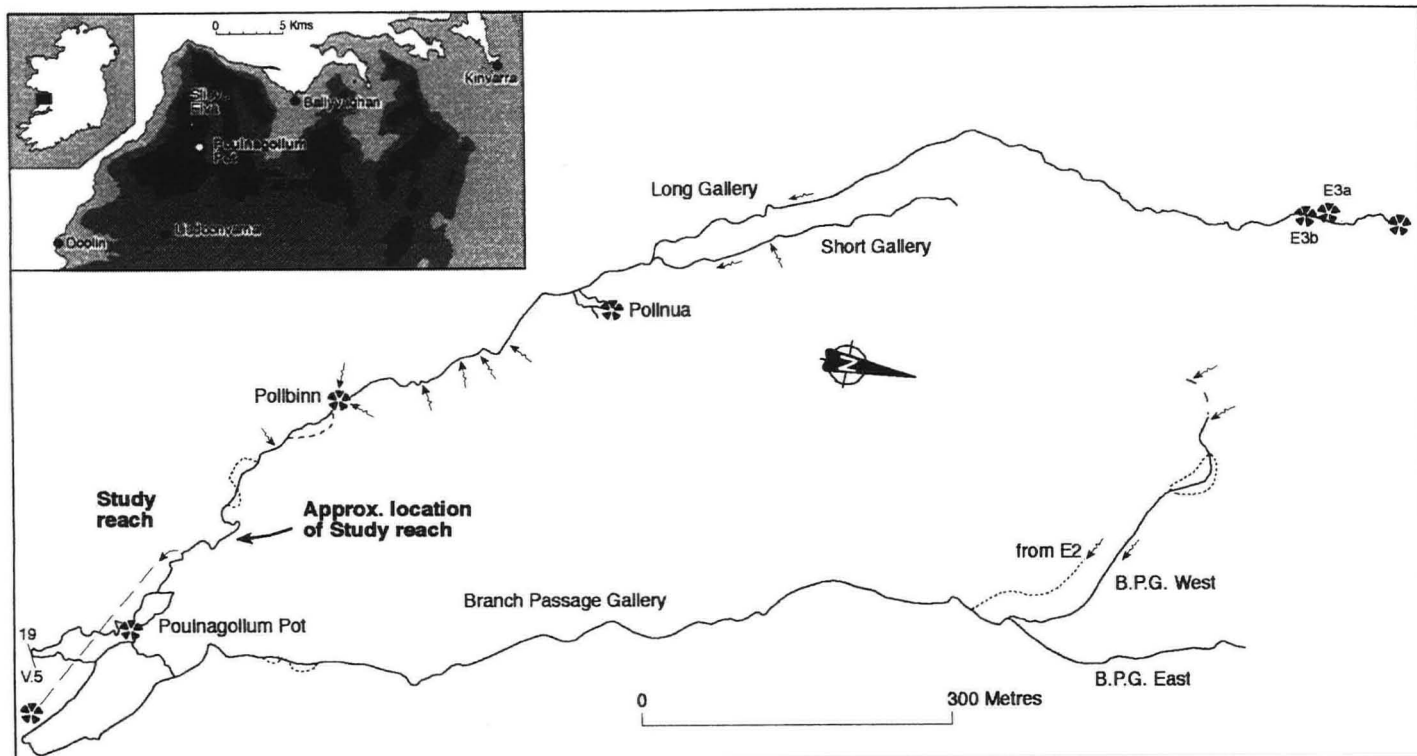 0 5 Kms
Kinvarra
Ballyvaghan
Slieve
Elva
Poulnagollum
Pot
Lisdoonvarna
Doolin
Long Gallery
Short Gallery
E3a
E3b
Pollnua
N
Pollbinn
Study
reach
Approx. location
of Study reach
from E2
B.P.G. West
Branch Passage Gallery
Poulnagollum Pot
19
V.5
B.P.G. East
0 300 Metres